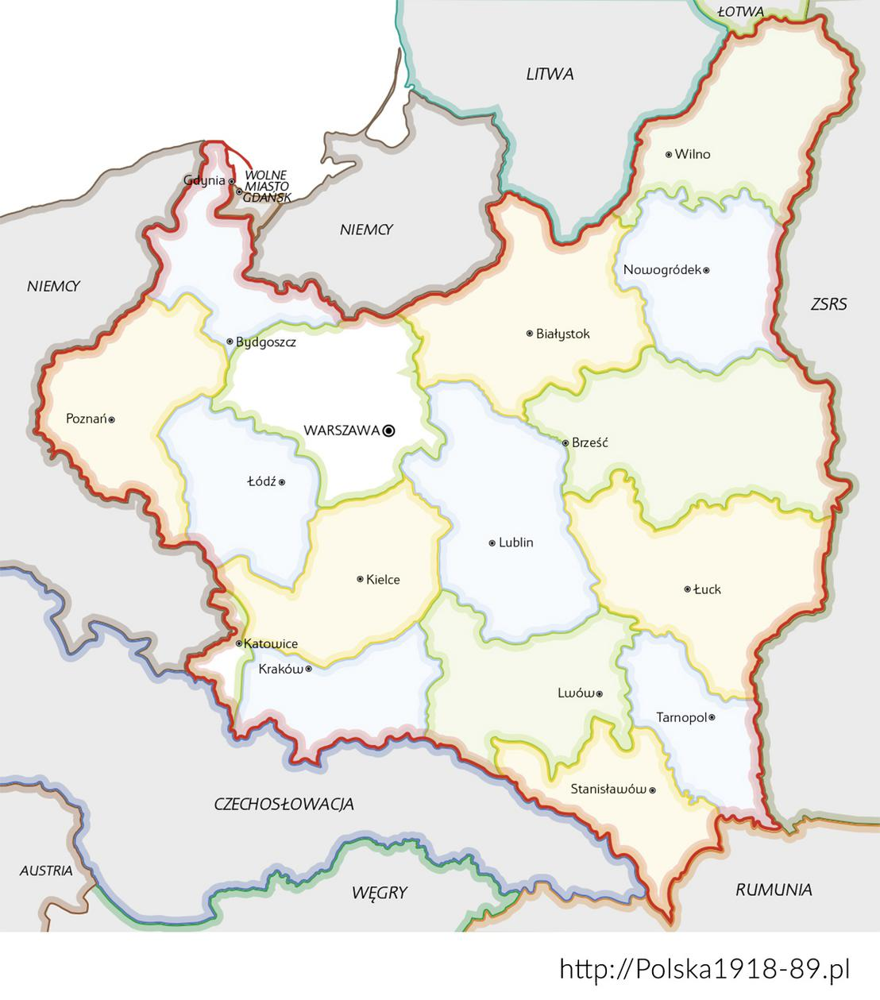 ŁOTWA
LITWA
Wilno
Gdynia
WOLNE
MIASTO
GDAŃSK
NIEMCY
Nowogródek
NIEMCY
ZSRS
Białystok
Bydgoszcz
Poznań
WARSZAWA
Brześć
Łódź
Lublin
Kielce
Łuck
Katowice
Kraków
Lwów
Tarnopol
Stanisławów
CZECHOSŁOWACJA
AUSTRIA
WĘGRY
RUMUNIA
http://Polska1918-89.pl